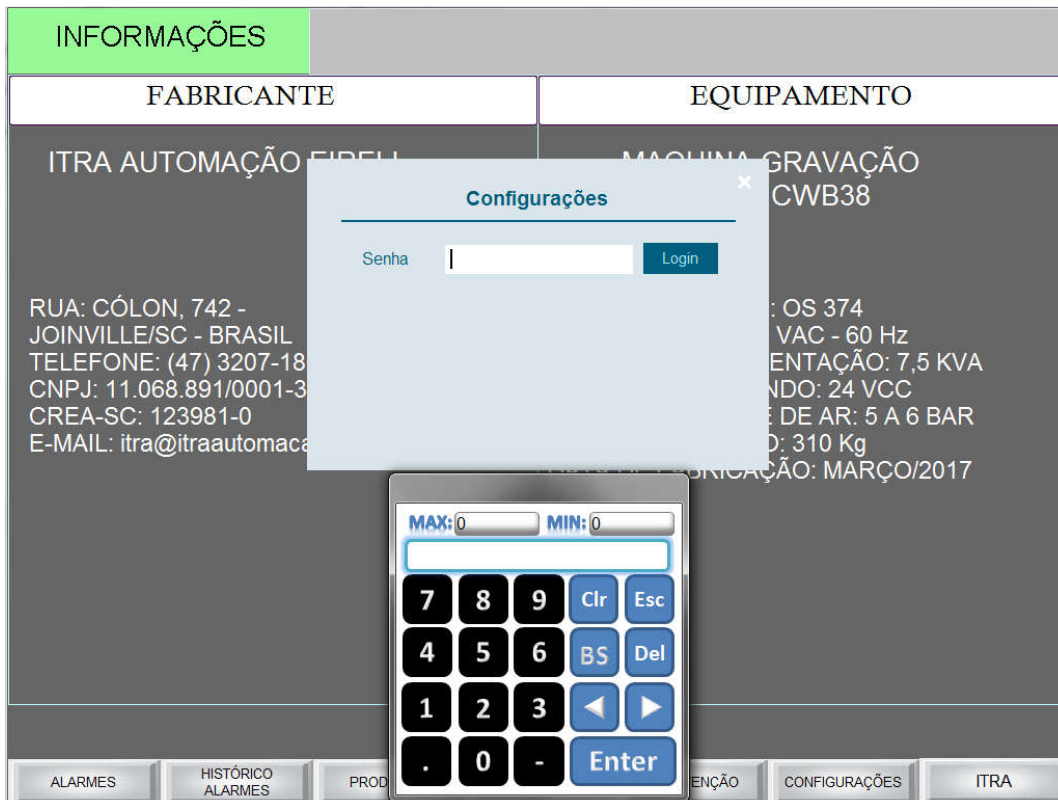 INFORMAÇÕES
FABRICANTE
EQUIPAMENTO
ITRA AUTOMAÇÃO EIRELI
MAQUINA GRAVAÇÃO
CWB38
Configurações
Senha
Login
RUA: CÓLON, 742 -
JOINVILLE/SC - BRASIL
TELEFONE: (47) 3207-18
CNPJ: 11.068.891/0001-3
CREA-SC: 123981-0
E-MAIL: itra@itraautomaca
: OS 374
VAC - 60 Hz
ENTAÇÃO: 7,5 KVA
NDO: 24 VCC
E DE AR: 5 A 6 BAR
O: 310 Kg
FABRICAÇÃO: MARÇO/2017
MAX: 0 MIN: 0
7 8 9 Clr Esc
4 5 6 BS Del
1 2 3
. 0 - Enter
ALARMES
HISTÓRICO
ALARMES
PROD
ENÇÃO
CONFIGURAÇÕES
ITRA